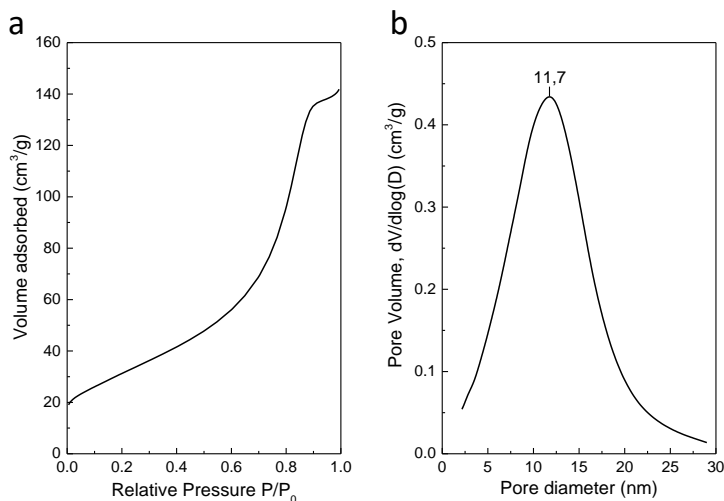 a
160
140
120
100
80
60
40
20
0
0.0 0.2 0.4 0.6 0.8 1.0
Volume adsorbed (cm³/g)
Relative Pressure P/P₀
b
11,7
0.5
0.4
0.3
0.2
0.1
0.0
0 5 10 15 20 25 30
Pore Volume, dV/dlog(D) (cm³/g)
Pore diameter (nm)